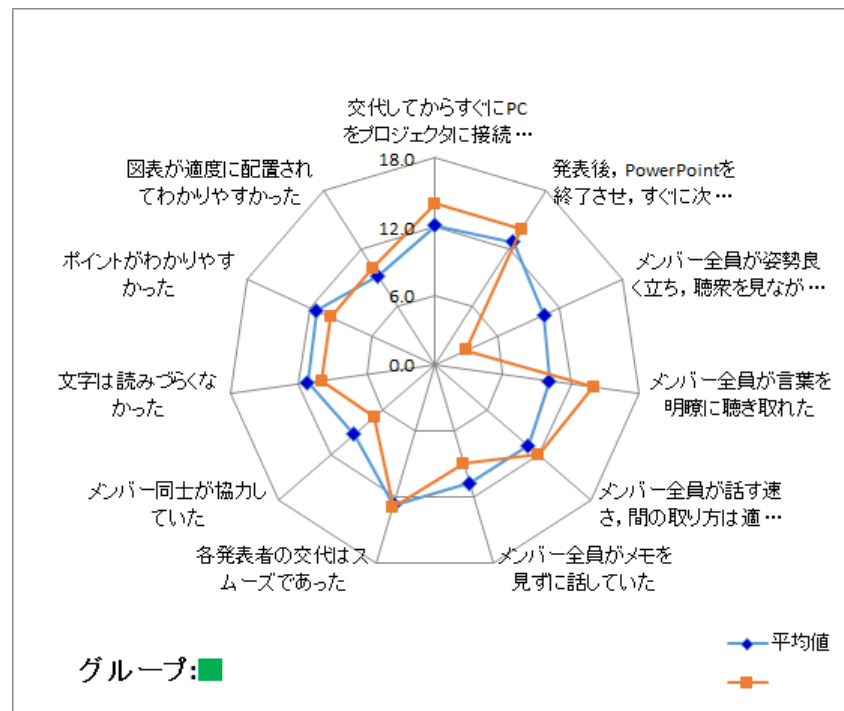 交代してからすぐにPC
をプロジェクタに接続…
発表後，PowerPointを
終了させ，すぐに次…
メンバー全員が姿勢良
く立ち，聴衆を見なが…
メンバー全員が言葉を
明瞭に聴き取れた
メンバー全員が話す速
さ，間の取り方は適…
メンバー全員がメモを
見ずに話していた
各発表者の交代はス
ムーズであった
メンバー同士が協力し
ていた
文字は読みづらくな
かった
ポイントがわかりやす
かった
図表が適度に配置され
てわかりやすかった
18.0
12.0
6.0
0.0
平均値
グループ: